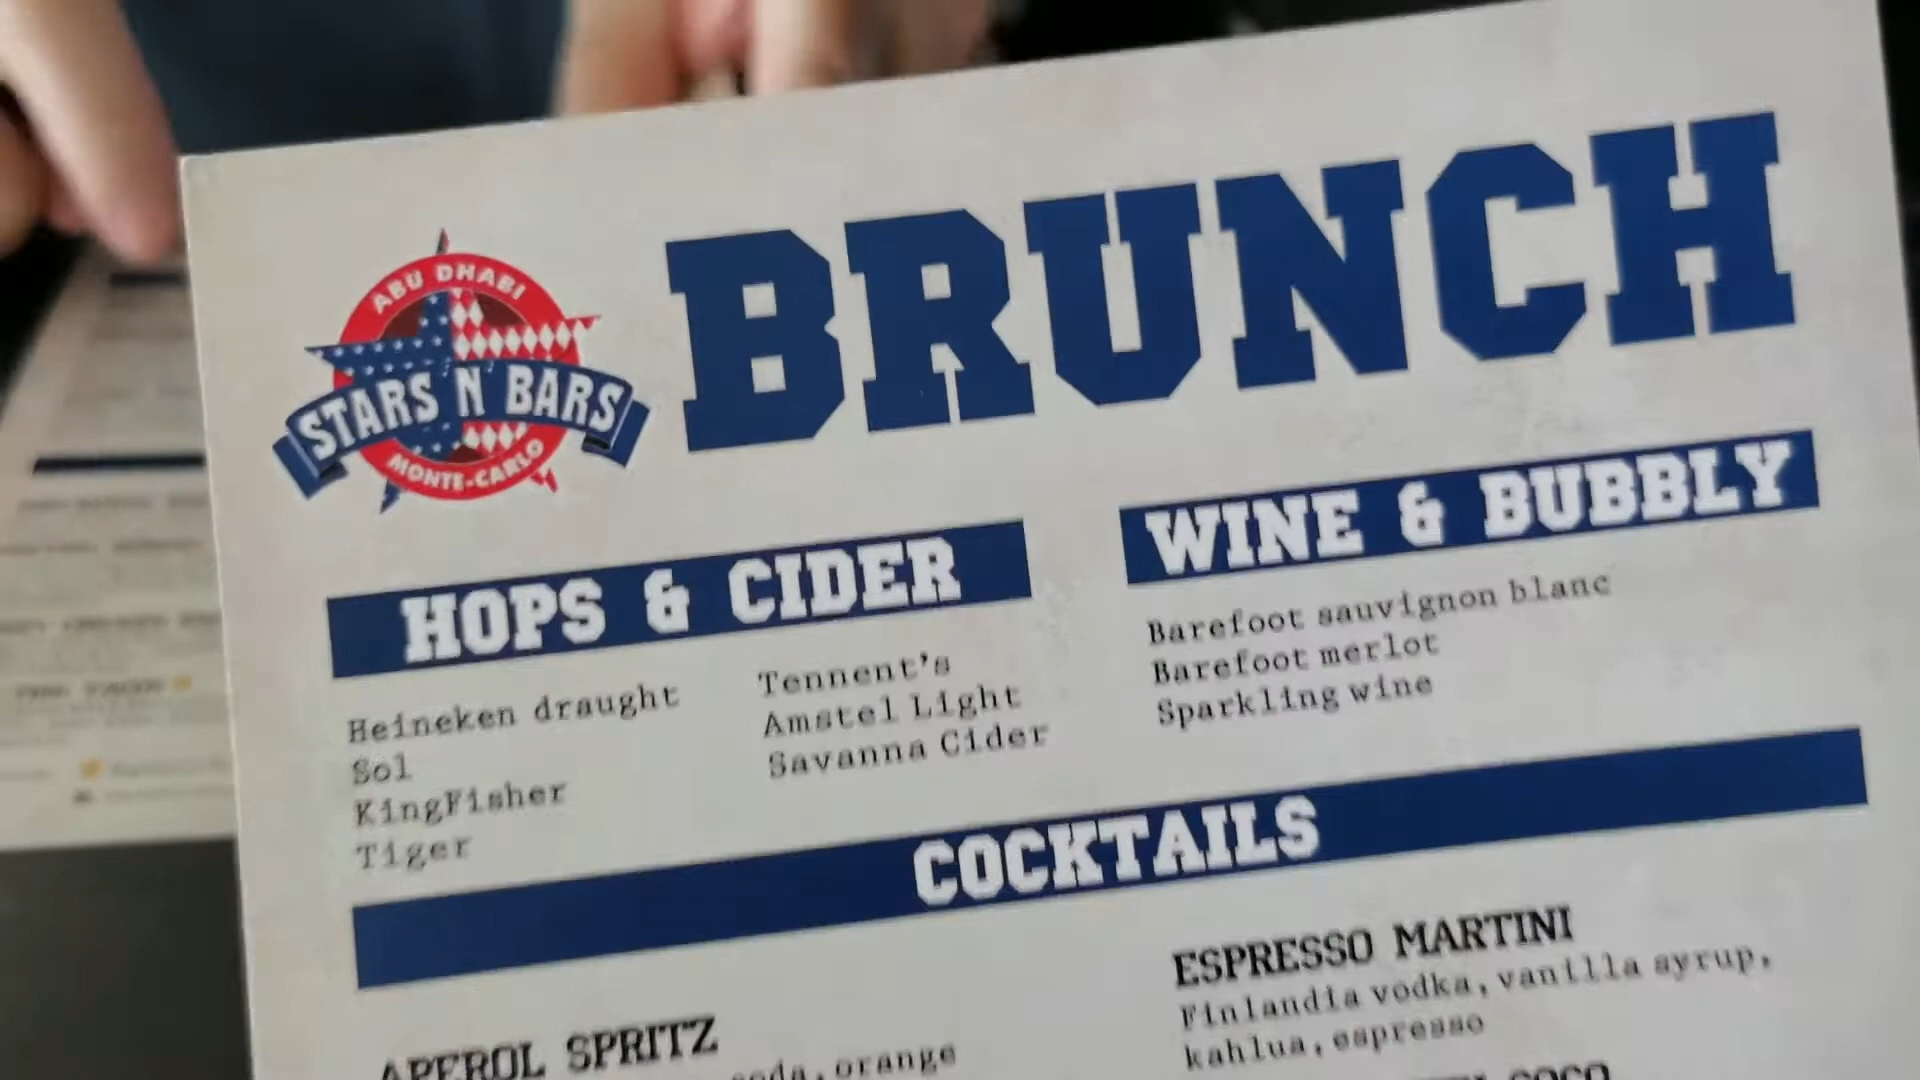 ABU DHABI
STARS N BARS
MONTE-CARLO
BRUNCH
HOPS & CIDER
Heineken draught
Sol
KingFisher
Tiger
Tennent's
Amstel Light
Savanna Cider
WINE & BUBBLY
Barefoot sauvignon blanc
Barefoot merlot
Sparkling wine
COCKTAILS
APEROL SPRITZ
soda, orange
ESPRESSO MARTINI
Finlandia vodka, vanilla syrup,
kahlua, espresso
COCO